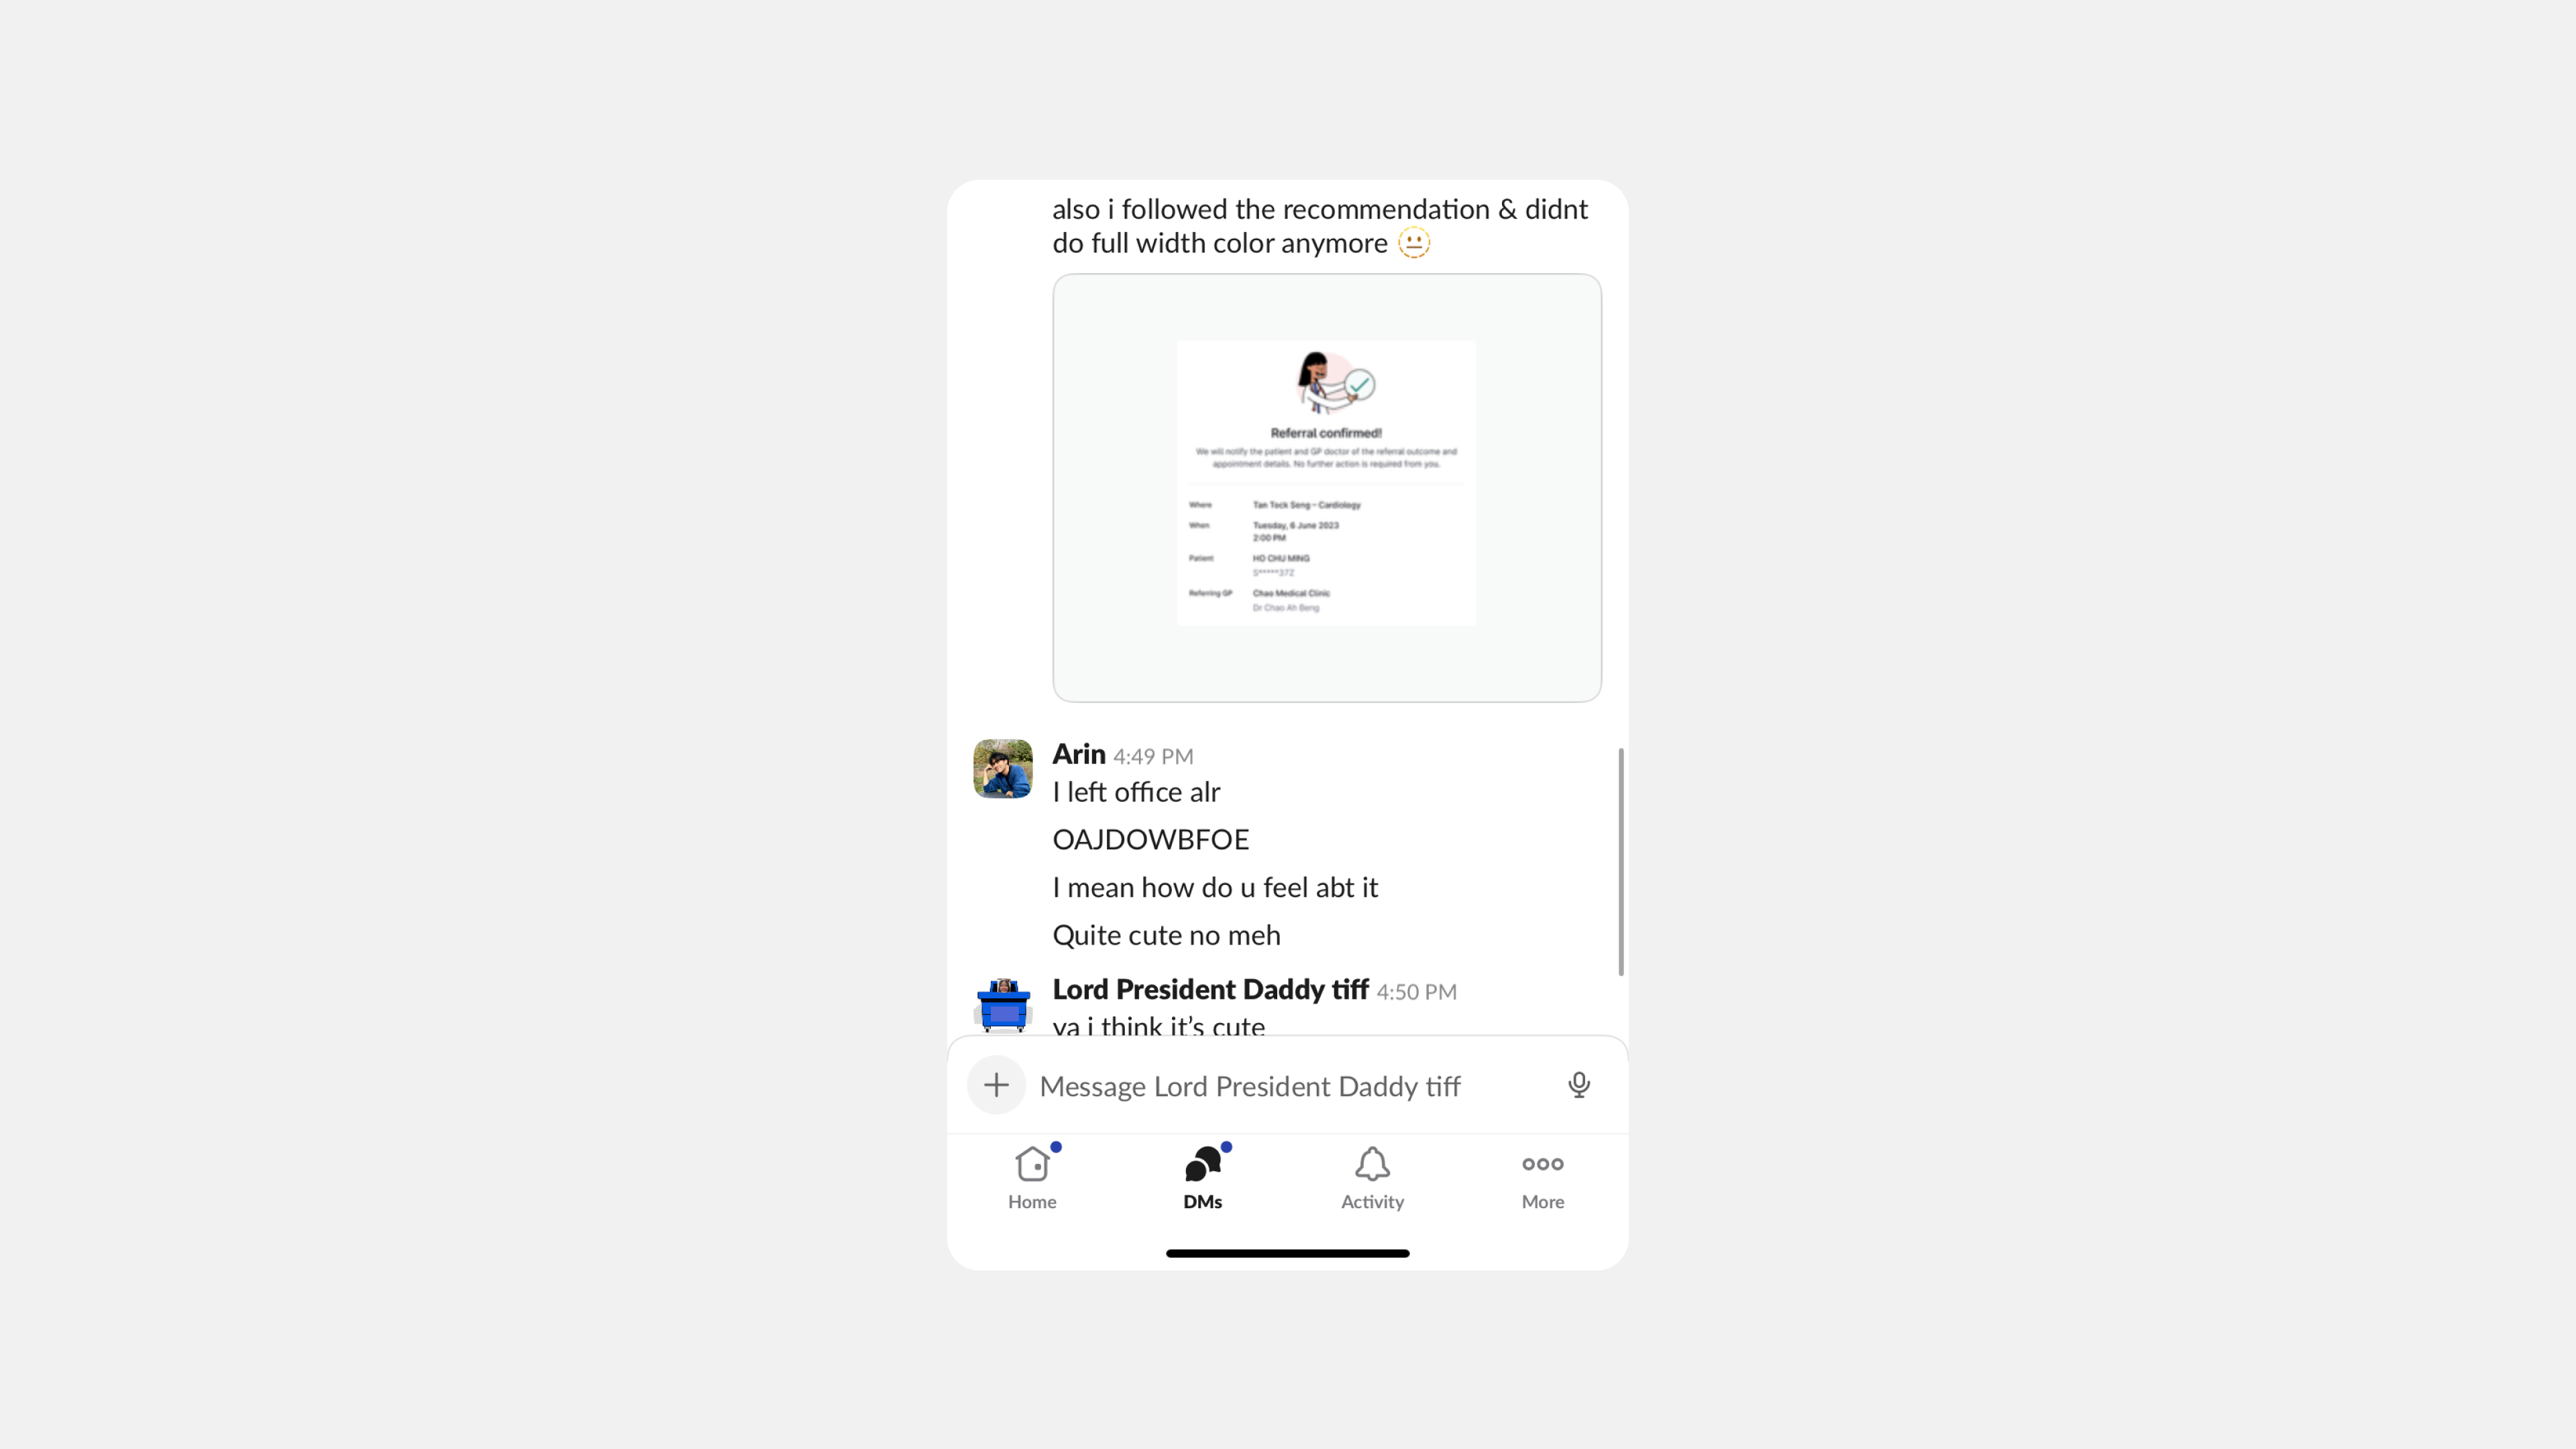 also i followed the recommendation & didnt
do full width color anymore
Referral confirmed!
We will notify the patient and GP doctor of the referral outcome and
appointment details. No further action is required from you.
Where Tan Tock Seng – Cardiology
When Tuesday, 6 June 2023
2:00 PM
Patient HO CHU MING
S*****37Z
Referring GP Chao Medical Clinic
Dr Chao Ah Beng
Arin 4:49 PM
I left office alr
OAJDOWBFOE
I mean how do u feel abt it
Quite cute no meh
Lord President Daddy tiff 4:50 PM
ya i think it’s cute
Message Lord President Daddy tiff
Home DMs Activity More